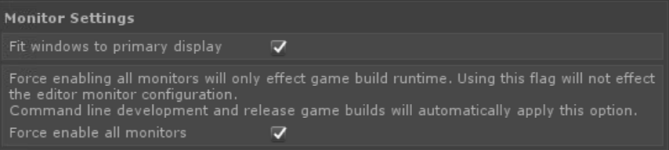 Monitor Settings
Fit windows to primary display
Force enabling all monitors will only effect game build runtime. Using this flag will not effect
the editor monitor configuration.
Command line development and release game builds will automatically apply this option.
Force enable all monitors